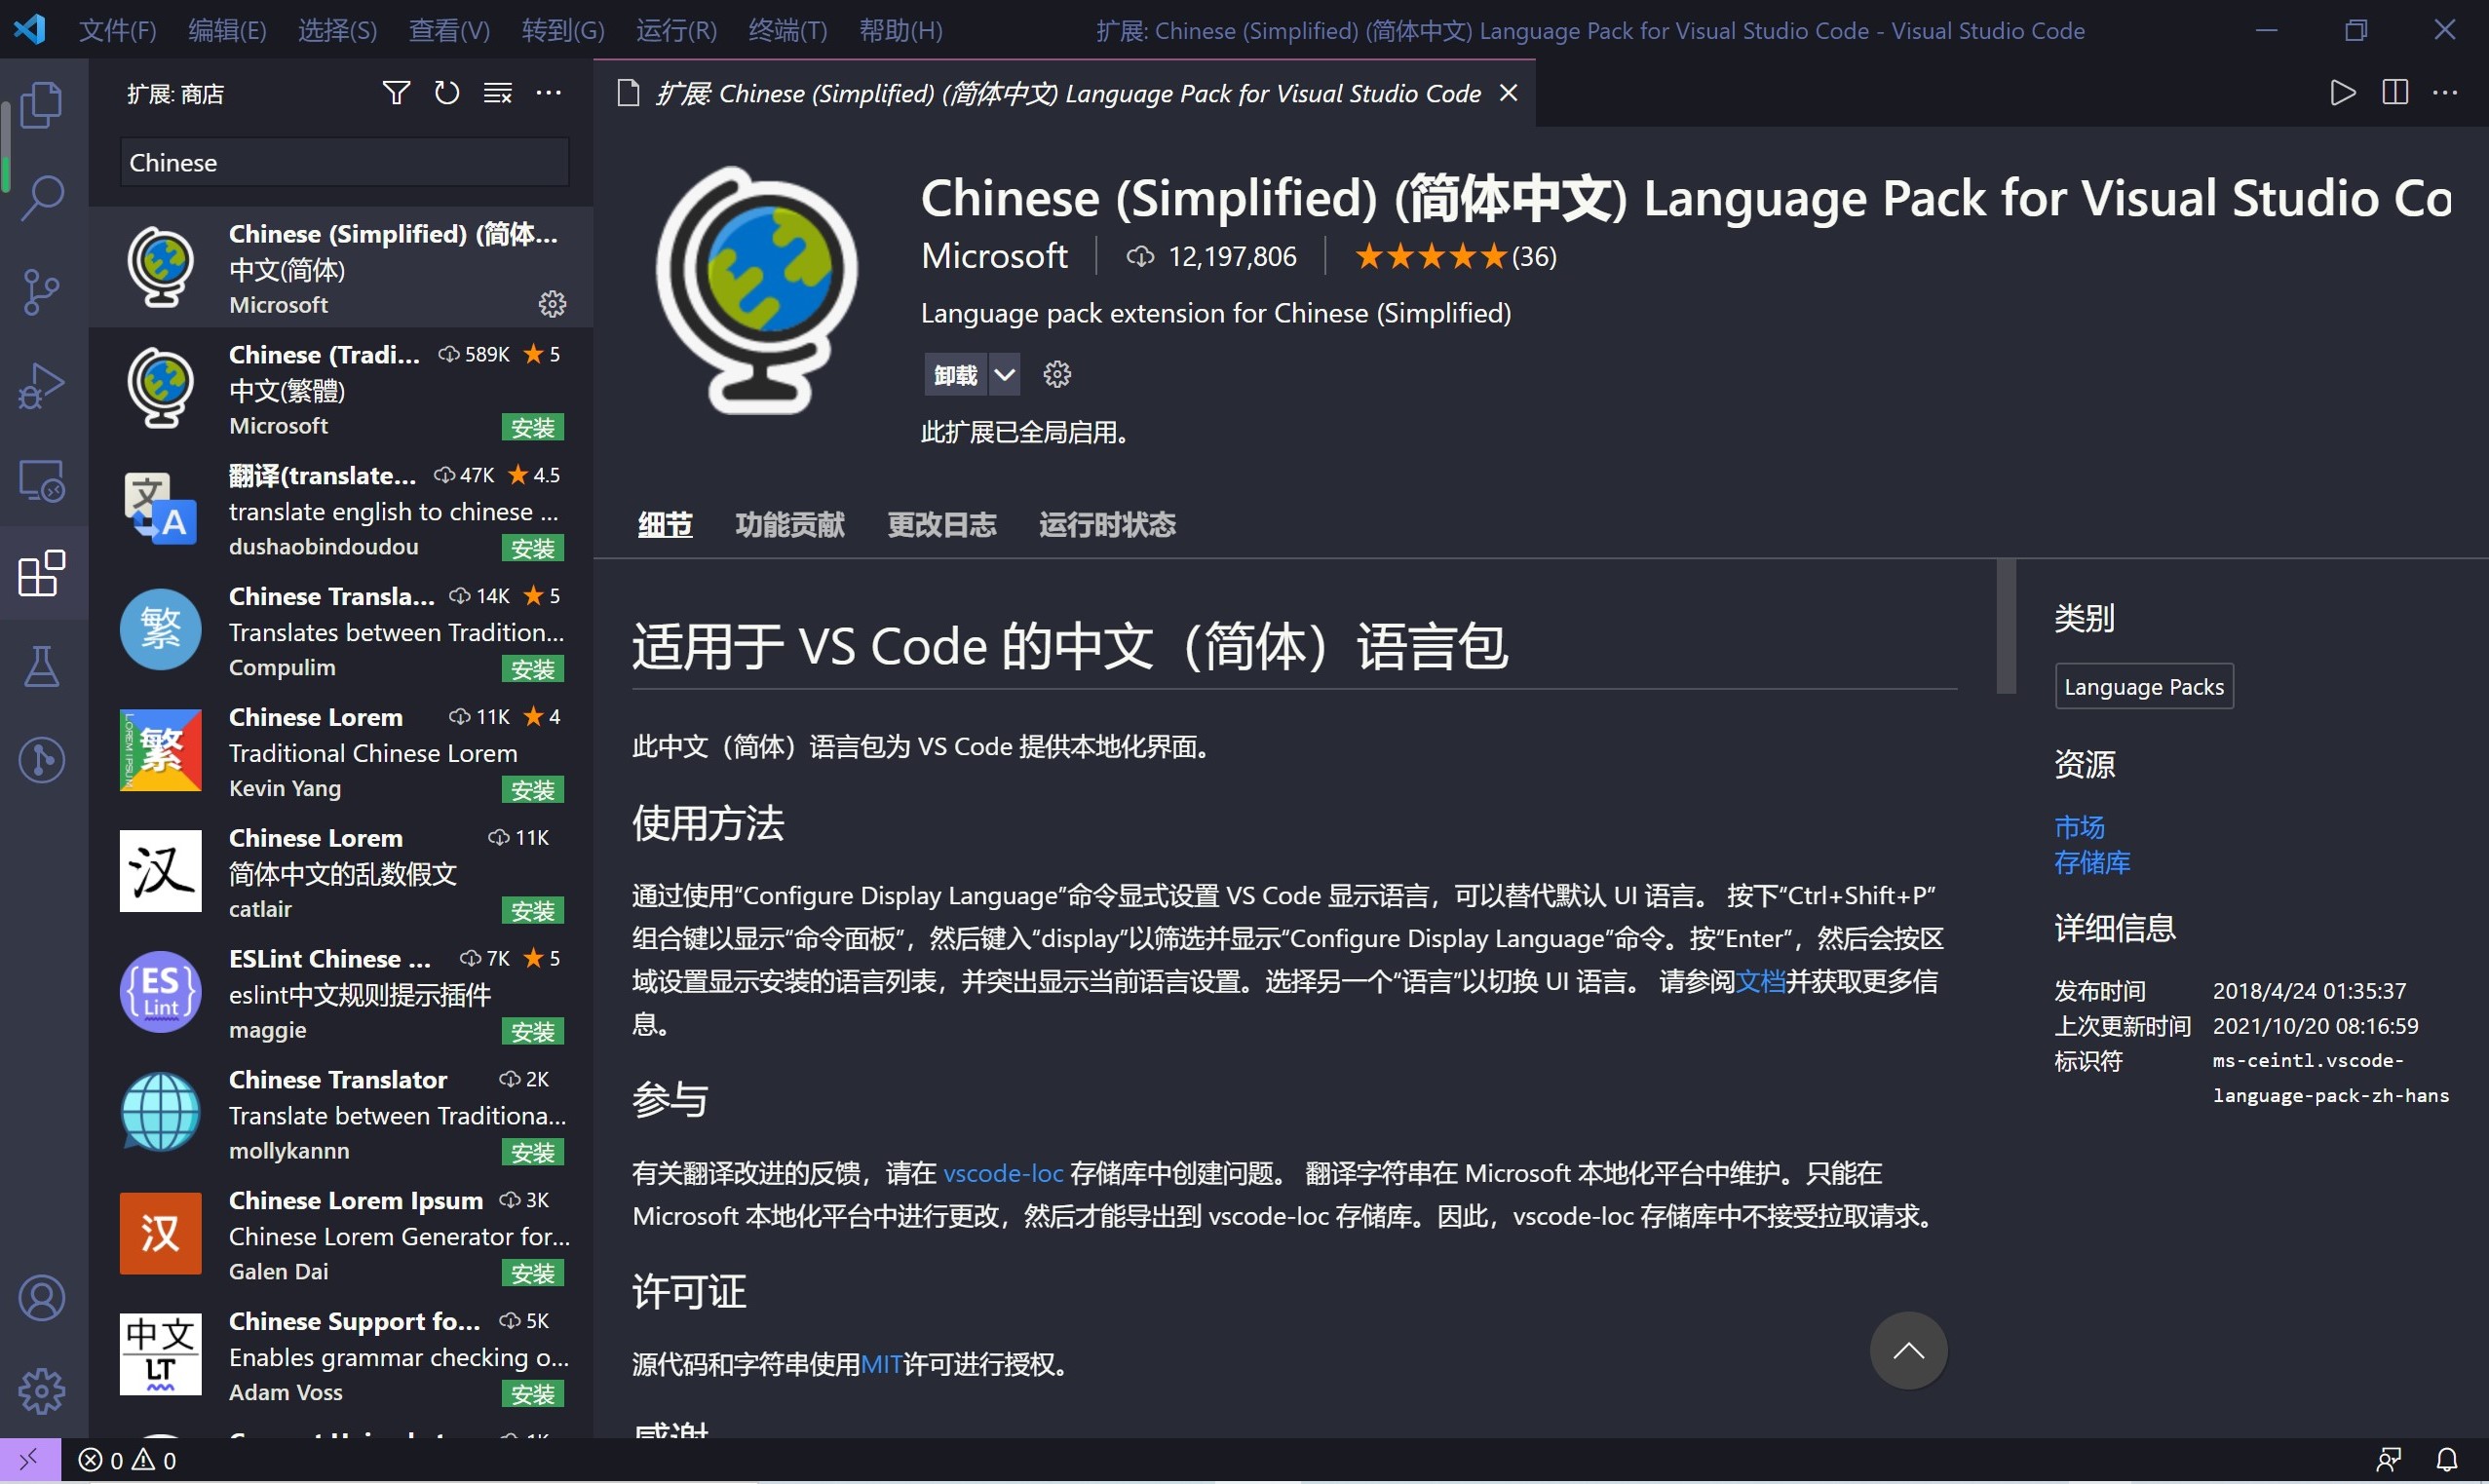 文件(F) 编辑(E) 选择(S) 查看(V) 转到(G) 运行(R) 终端(T) 帮助(H) 扩展: Chinese (Simplified) (简体中文) Language Pack for Visual Studio Code - Visual Studio Code
扩展: 商店
Chinese
Chinese (Simplified) (简体...
中文(简体)
Microsoft
Chinese (Tradi... 589K ★ 5
中文(繁體)
Microsoft 安装
文
A
翻译(translate... 47K ★ 4.5
translate english to chinese ...
dushaobindoudou 安装
繁
Chinese Transla... 14K ★ 5
Translates between Tradition...
Compulim 安装
LOREM IPSUM
繁
Chinese Lorem 11K ★ 4
Traditional Chinese Lorem
Kevin Yang 安装
汉
Chinese Lorem 11K
简体中文的乱数假文
catlair 安装
{ES}
Lint
ESLint Chinese ... 7K ★ 5
eslint中文规则提示插件
maggie 安装
Chinese Translator 2K
Translate between Traditiona...
mollykannn 安装
汉
Chinese Lorem Ipsum 3K
Chinese Lorem Generator for...
Galen Dai 安装
中文
LT
Chinese Support fo... 5K
Enables grammar checking o...
Adam Voss 安装
扩展: Chinese (Simplified) (简体中文) Language Pack for Visual Studio Code
Chinese (Simplified) (简体中文) Language Pack for Visual Studio Co
Microsoft 12,197,806 ★★★★★(36)
Language pack extension for Chinese (Simplified)
卸载
此扩展已全局启用。
细节 功能贡献 更改日志 运行时状态
适用于 VS Code 的中文（简体）语言包
此中文（简体）语言包为 VS Code 提供本地化界面。
使用方法
通过使用“Configure Display Language”命令显式设置 VS Code 显示语言，可以替代默认 UI 语言。 按下“Ctrl+Shift+P”
组合键以显示“命令面板”，然后键入“display”以筛选并显示“Configure Display Language”命令。按“Enter”，然后会按区
域设置显示安装的语言列表，并突出显示当前语言设置。选择另一个“语言”以切换 UI 语言。 请参阅文档并获取更多信
息。
参与
有关翻译改进的反馈，请在 vscode-loc 存储库中创建问题。 翻译字符串在 Microsoft 本地化平台中维护。只能在
Microsoft 本地化平台中进行更改，然后才能导出到 vscode-loc 存储库。因此，vscode-loc 存储库中不接受拉取请求。
许可证
源代码和字符串使用MIT许可进行授权。
感谢
类别
Language Packs
资源
市场
存储库
详细信息
发布时间 2018/4/24 01:35:37
上次更新时间 2021/10/20 08:16:59
标识符 ms-ceintl.vscode-
language-pack-zh-hans
0 0